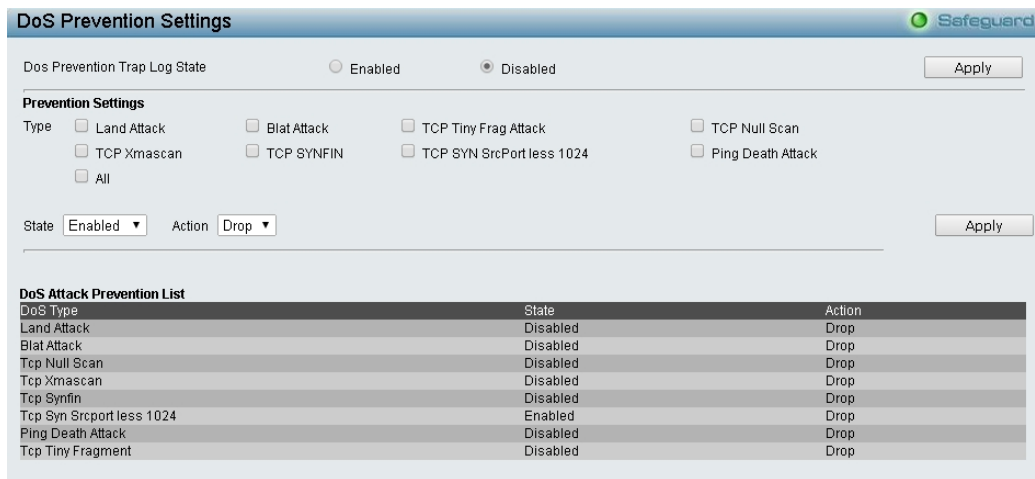 DoS Prevention Settings Safeguard
Dos Prevention Trap Log State Enabled Disabled Apply
Prevention Settings
Type Land Attack Blat Attack TCP Tiny Frag Attack TCP Null Scan
TCP Xmascan TCP SYNFIN TCP SYN SrcPort less 1024 Ping Death Attack
All
State Enabled Action Drop Apply
DoS Attack Prevention List
DoS Type State Action
Land Attack Disabled Drop
Blat Attack Disabled Drop
Tcp Null Scan Disabled Drop
Tcp Xmascan Disabled Drop
Tcp Synfin Disabled Drop
Tcp Syn Srcport less 1024 Enabled Drop
Ping Death Attack Disabled Drop
Tcp Tiny Fragment Disabled Drop